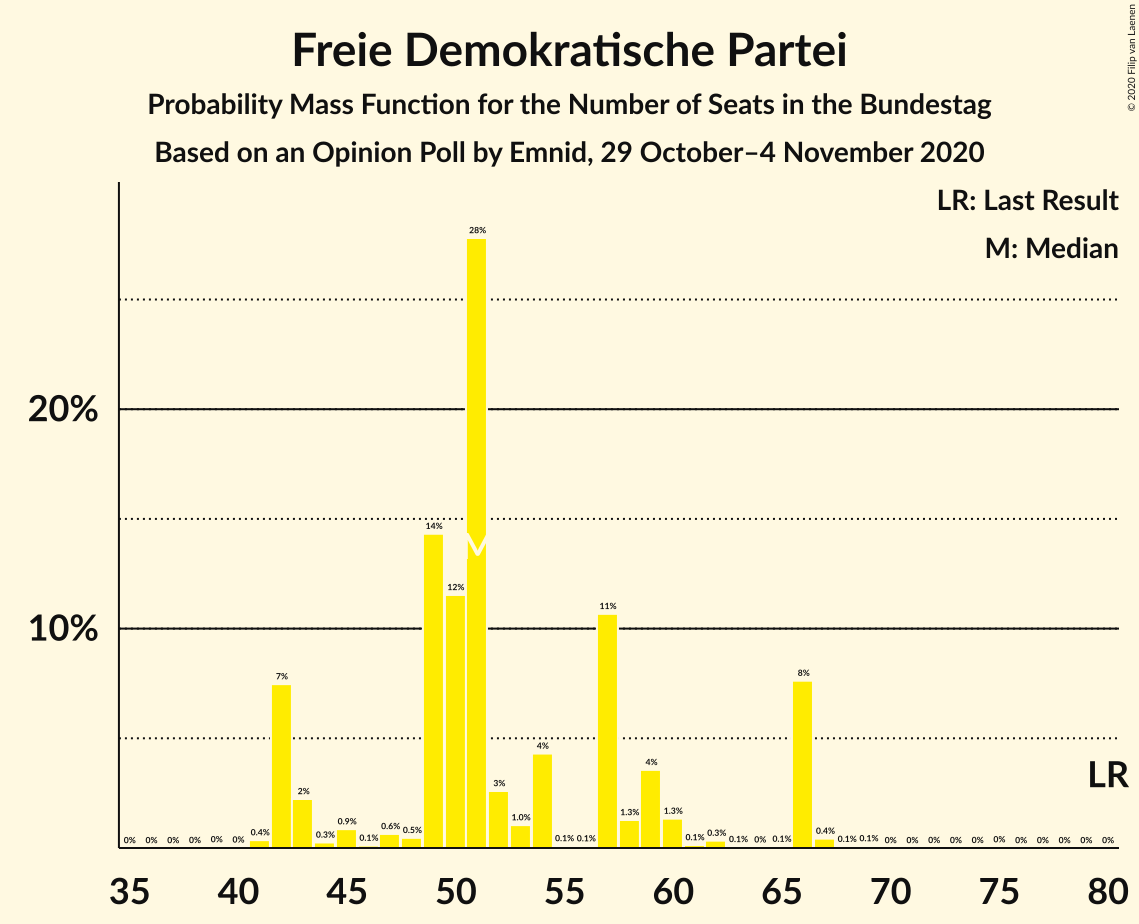 Freie Demokratische Partei
Probability Mass Function for the Number of Seats in the Bundestag
Based on an Opinion Poll by Emnid, 29 October–4 November 2020
© 2020 Filip van Laenen
LR: Last Result
M: Median
20%
10%
0% 0% 0% 0% 0% 0% 0.4% 7% 2% 0.3% 0.9% 0.1% 0.6% 0.5% 14% 12% 28% 3% 1.0% 4% 0.1% 0.1% 11% 1.3% 4% 1.3% 0.1% 0.3% 0.1% 0% 0.1% 8% 0.4% 0.1% 0.1% 0% 0% 0% 0% 0% 0% 0% 0% 0% 0% 0%
M
LR
35 40 45 50 55 60 65 70 75 80